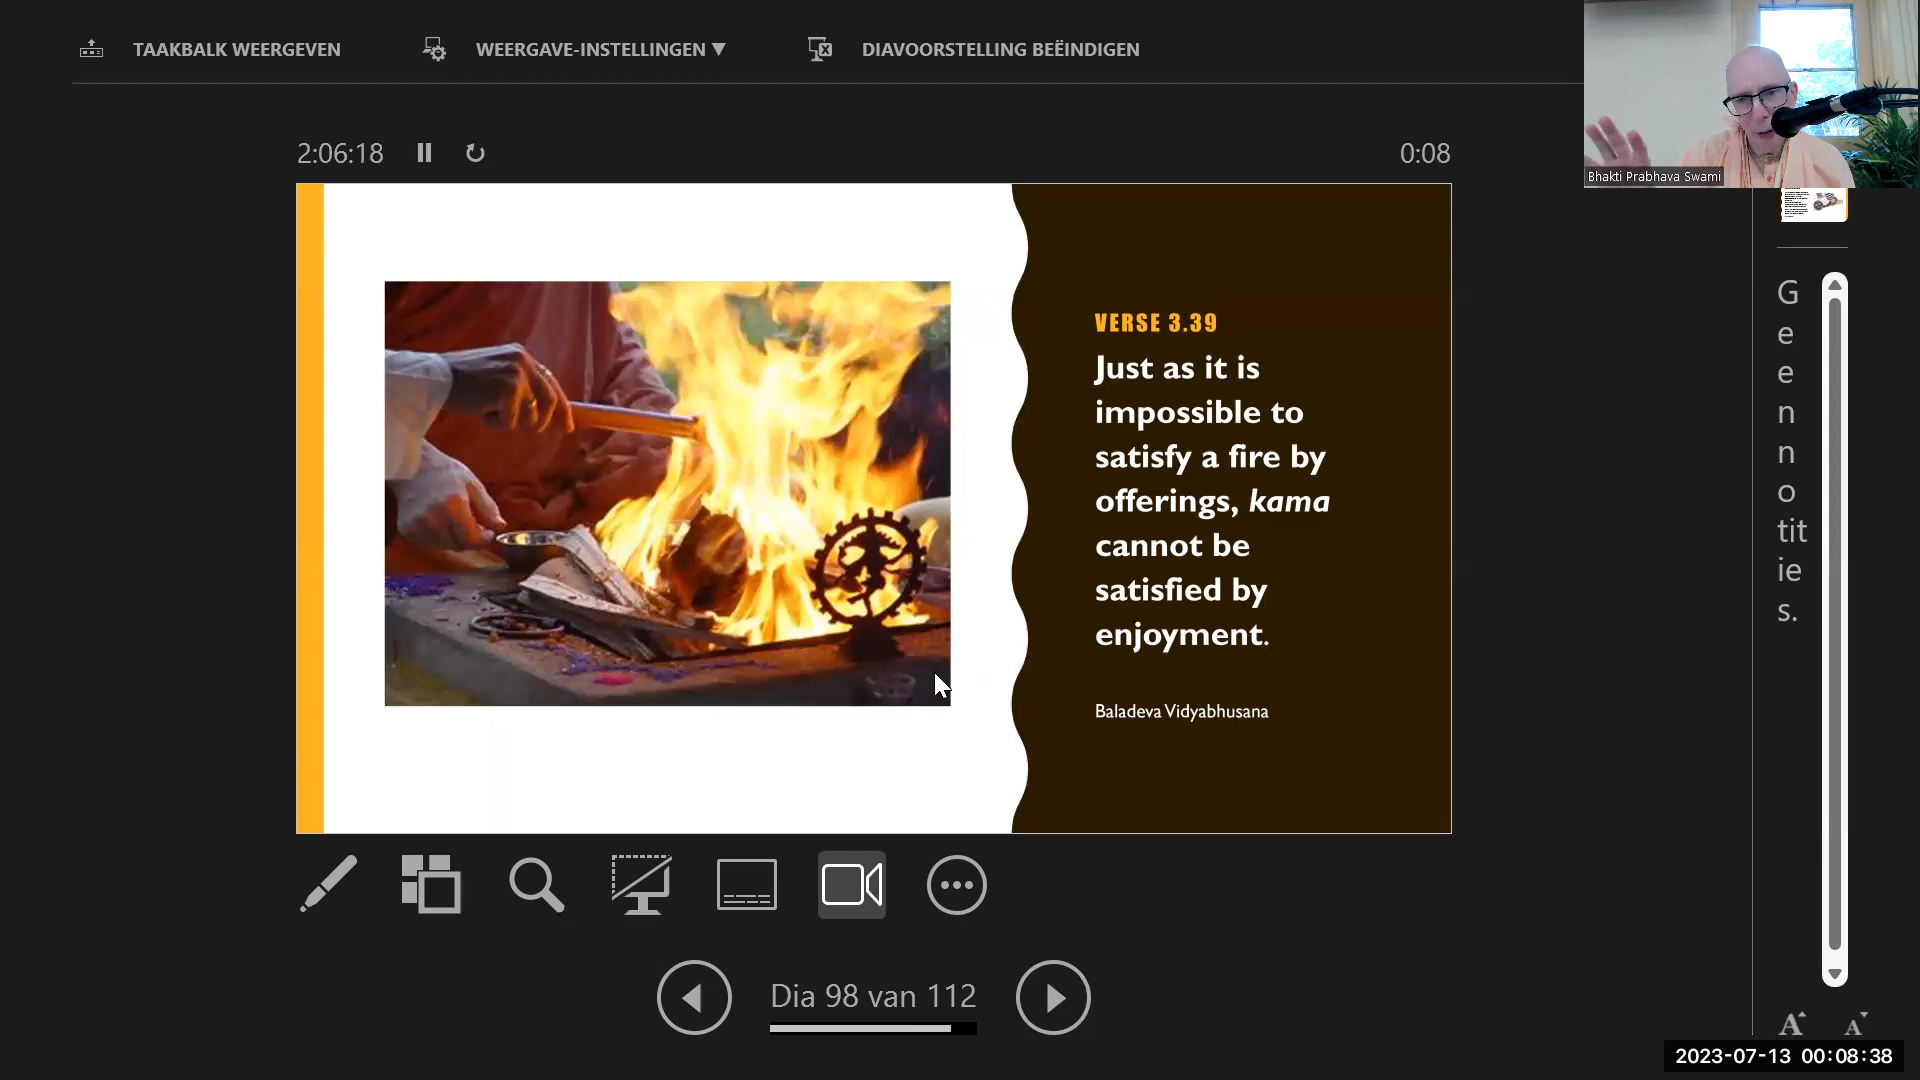 TAAKBALK WEERGEVEN
WEERGAVE-INSTELLINGEN ▼
DIAVOORSTELLING BEËINDIGEN
2:06:18
0:08
Bhakti Prabhava Swami
VERSE 3.39
Just as it is
impossible to
satisfy a fire by
offerings, kama
cannot be
satisfied by
enjoyment.
Baladeva Vidyabhusana
G
e
e
n
n
o
tit
ie
s.
Dia 98 van 112
A A
2023-07-13 00:08:38